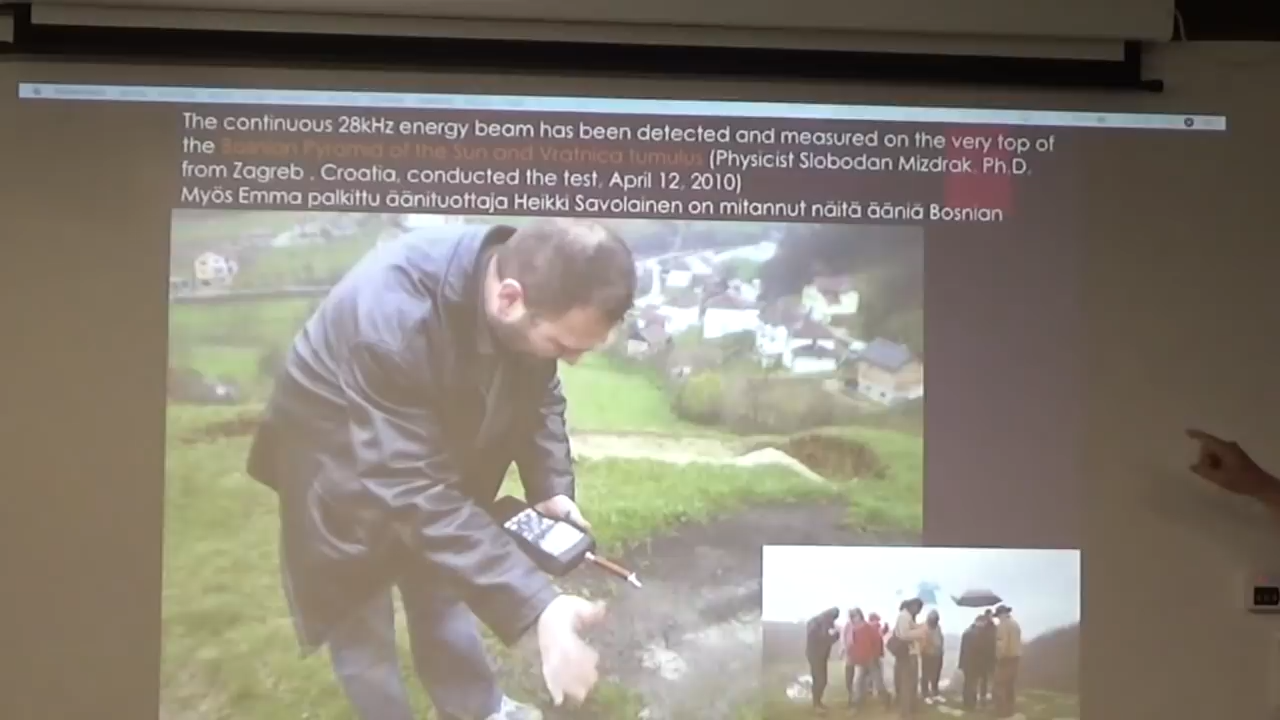 The continuous 28kHz energy beam has been detected and measured on the very top of
the Bosnian Pyramid of the Sun and Vratnica tumulus (Physicist Slobodan Mizdrak, Ph.D.
from Zagreb , Croatia, conducted the test, April 12, 2010)
Myös Emma palkittu äänituottaja Heikki Savolainen on mitannut näitä ääniä Bosnian